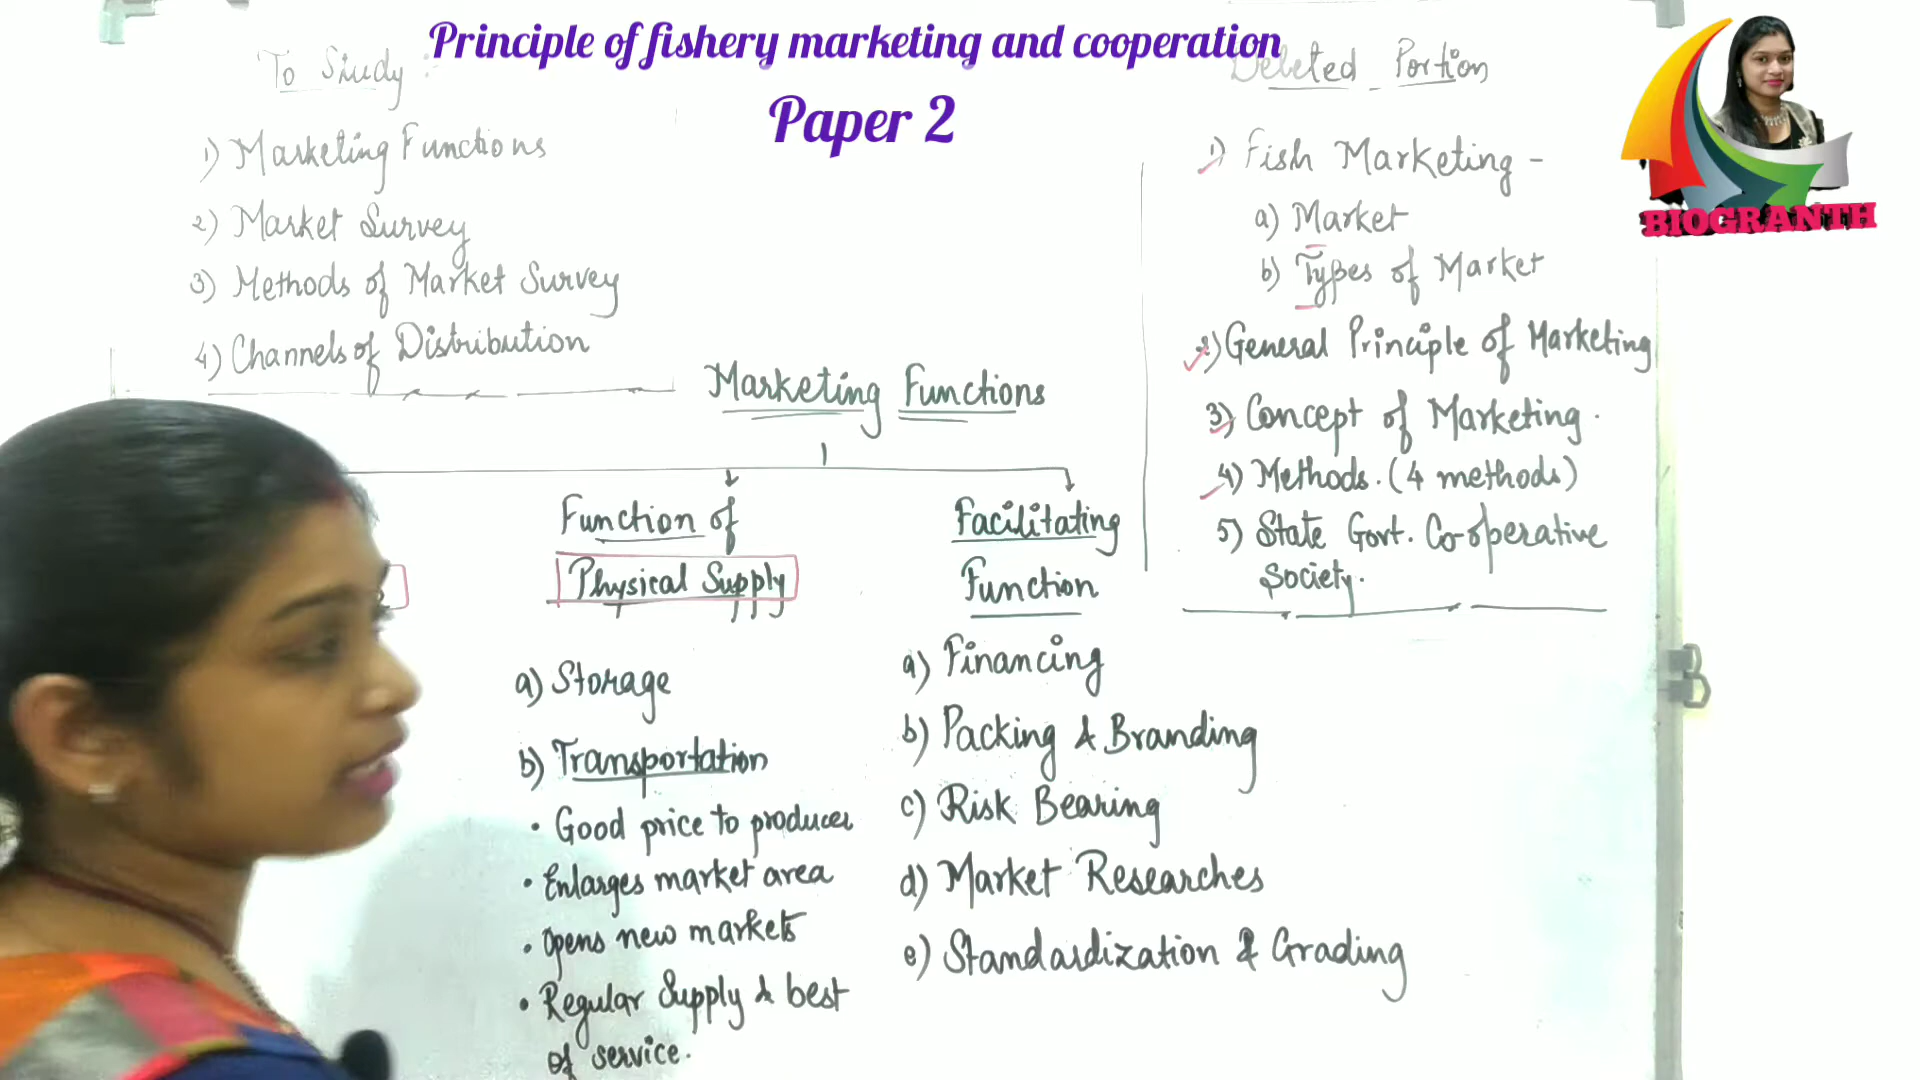 Principle of fishery marketing and cooperation
Paper 2
BIOGRANTH
To Study :
1) Marketing Functions
2) Market Survey
3) Methods of Market Survey
4) Channels of Distribution
Deleted Portion
1) Fish Marketing -
a) Market
b) Types of Market
2) General Principle of Marketing
3) Concept of Marketing.
4) Methods. (4 methods)
5) State Govt. Co-operative
Society.
Marketing Functions
Function of
Physical Supply
a) Storage
b) Transportation
• Good price to producer
• Enlarges market area
• Opens new markets
• Regular Supply & best
of service.
Facilitating
Function
a) Financing
b) Packing & Branding
c) Risk Bearing
d) Market Researches
e) Standardization & Grading